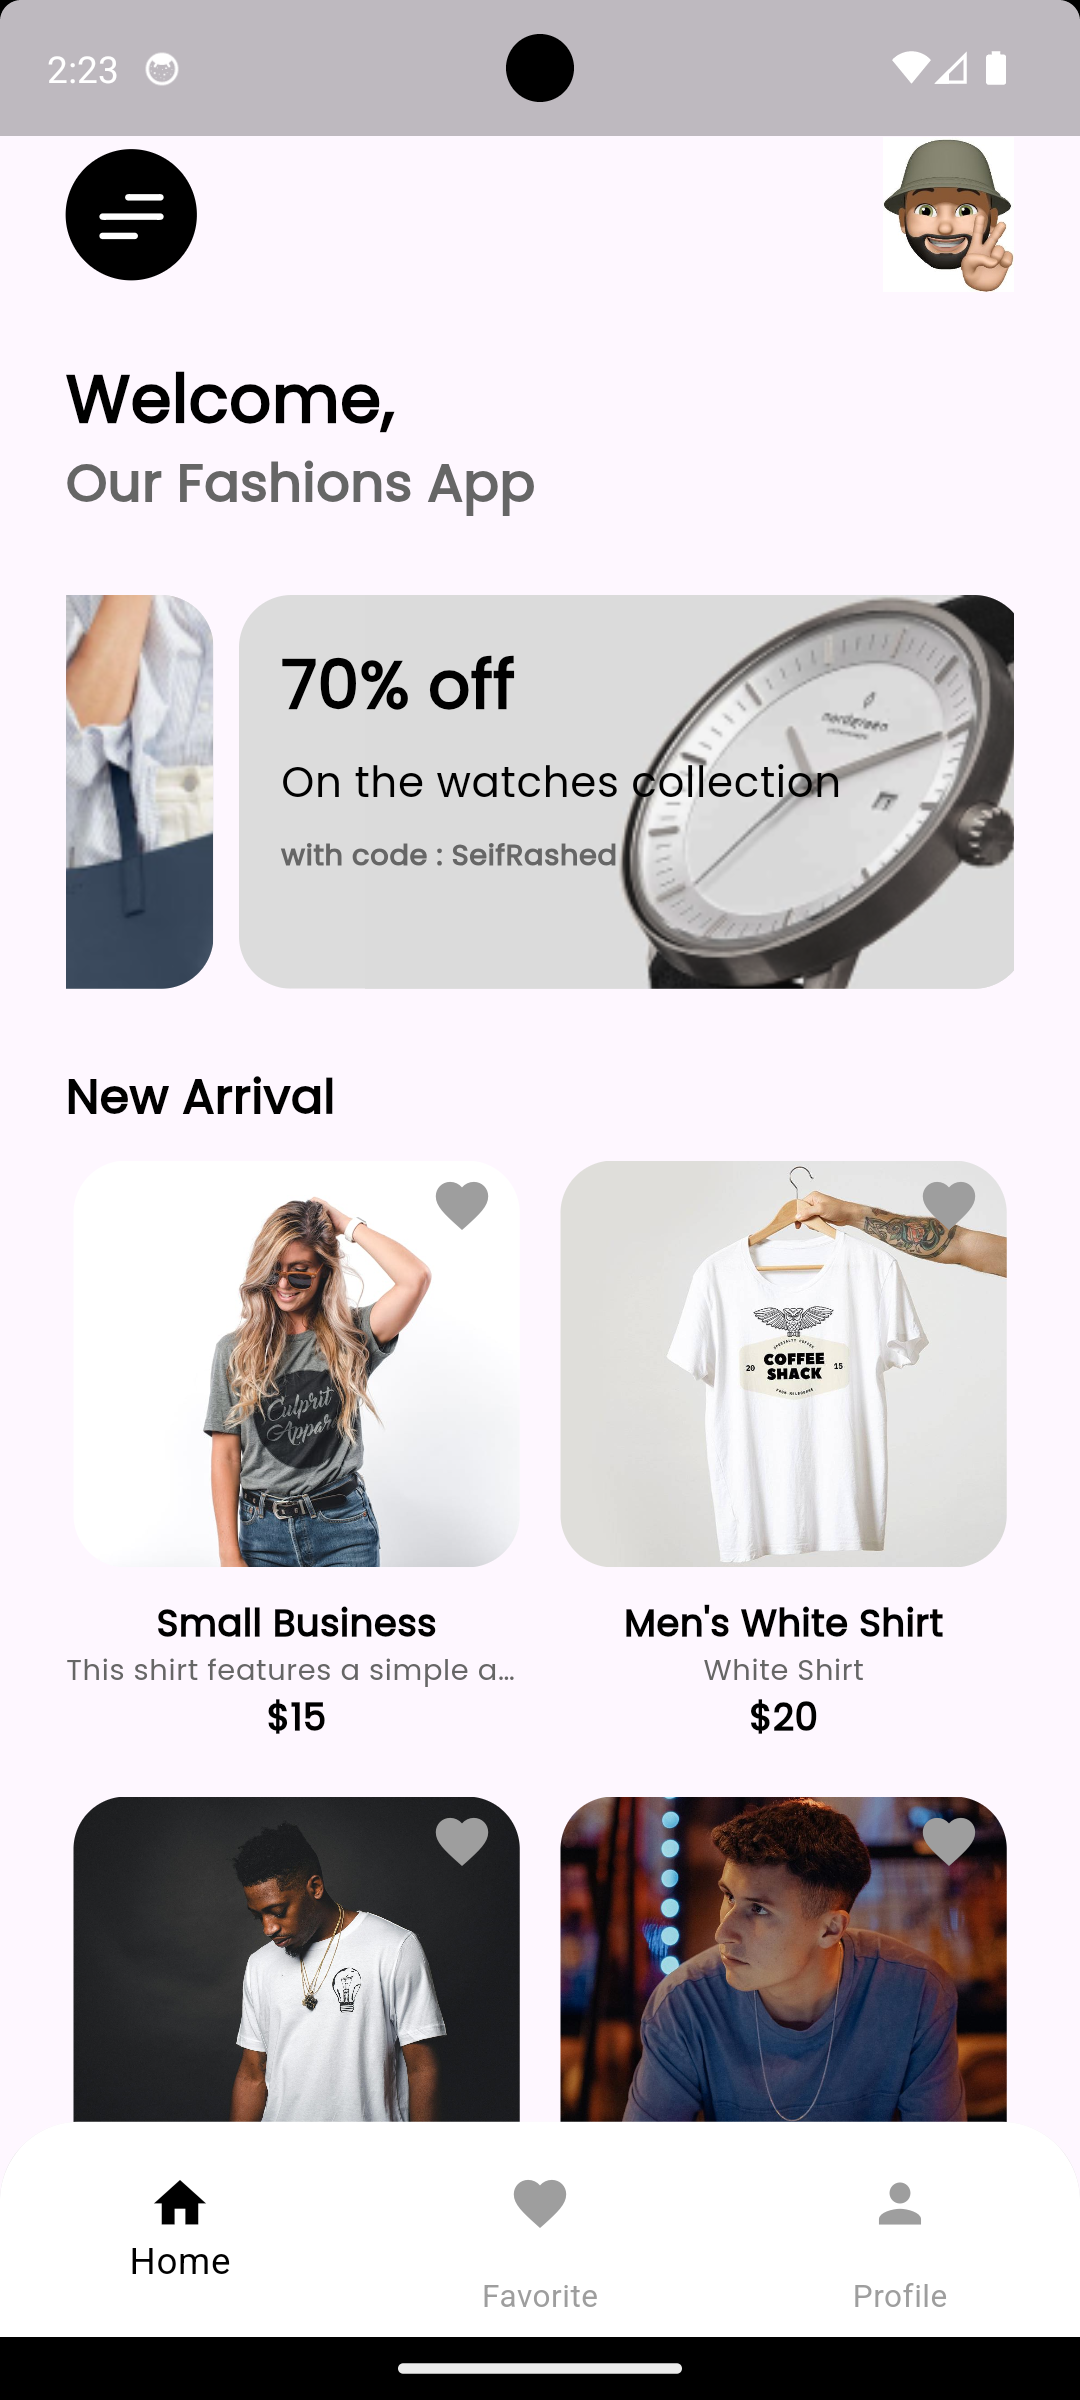 2:23
Welcome,
Our Fashions App
70% off
nordgreen
On the watches collection
with code : SeifRashed
New Arrival
Culprit
Appar
COFFEE
20 15
SHACK
Small Business
Men's White Shirt
This shirt features a simple a...
White Shirt
$15
$20
Home
Favorite
Profile